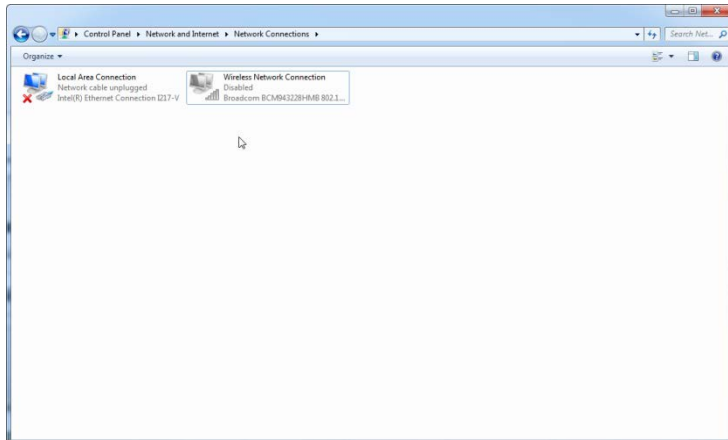 Control Panel ▸ Network and Internet ▸ Network Connections ▸
Search Net...
Organize
Local Area Connection
Network cable unplugged
Intel(R) Ethernet Connection I217-V
Wireless Network Connection
Disabled
Broadcom BCM943228HMB 802.1...